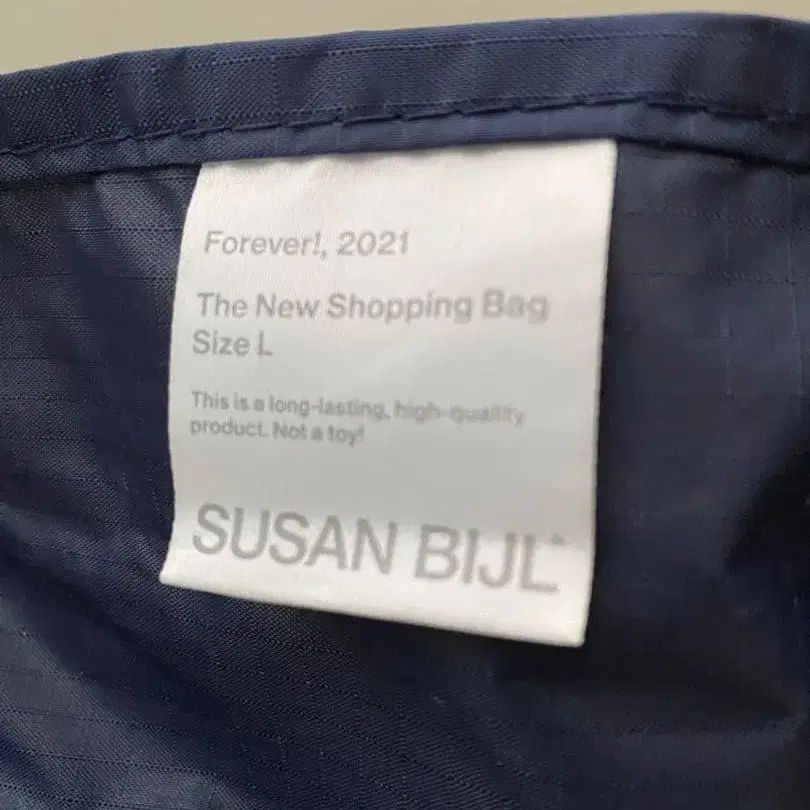 Forever!, 2021
The New Shopping Bag
Size L
This is a long-lasting, high-quality
product. Not a toy!
SUSAN BIJL